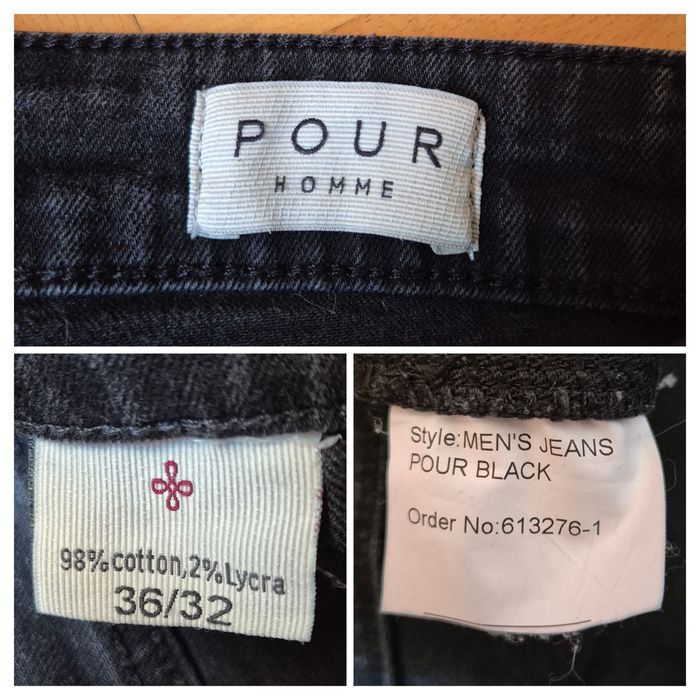 POUR
HOMME
98%cotton,2%Lycra
36/32
Style:MEN'S JEANS
POUR BLACK
Order No:613276-1